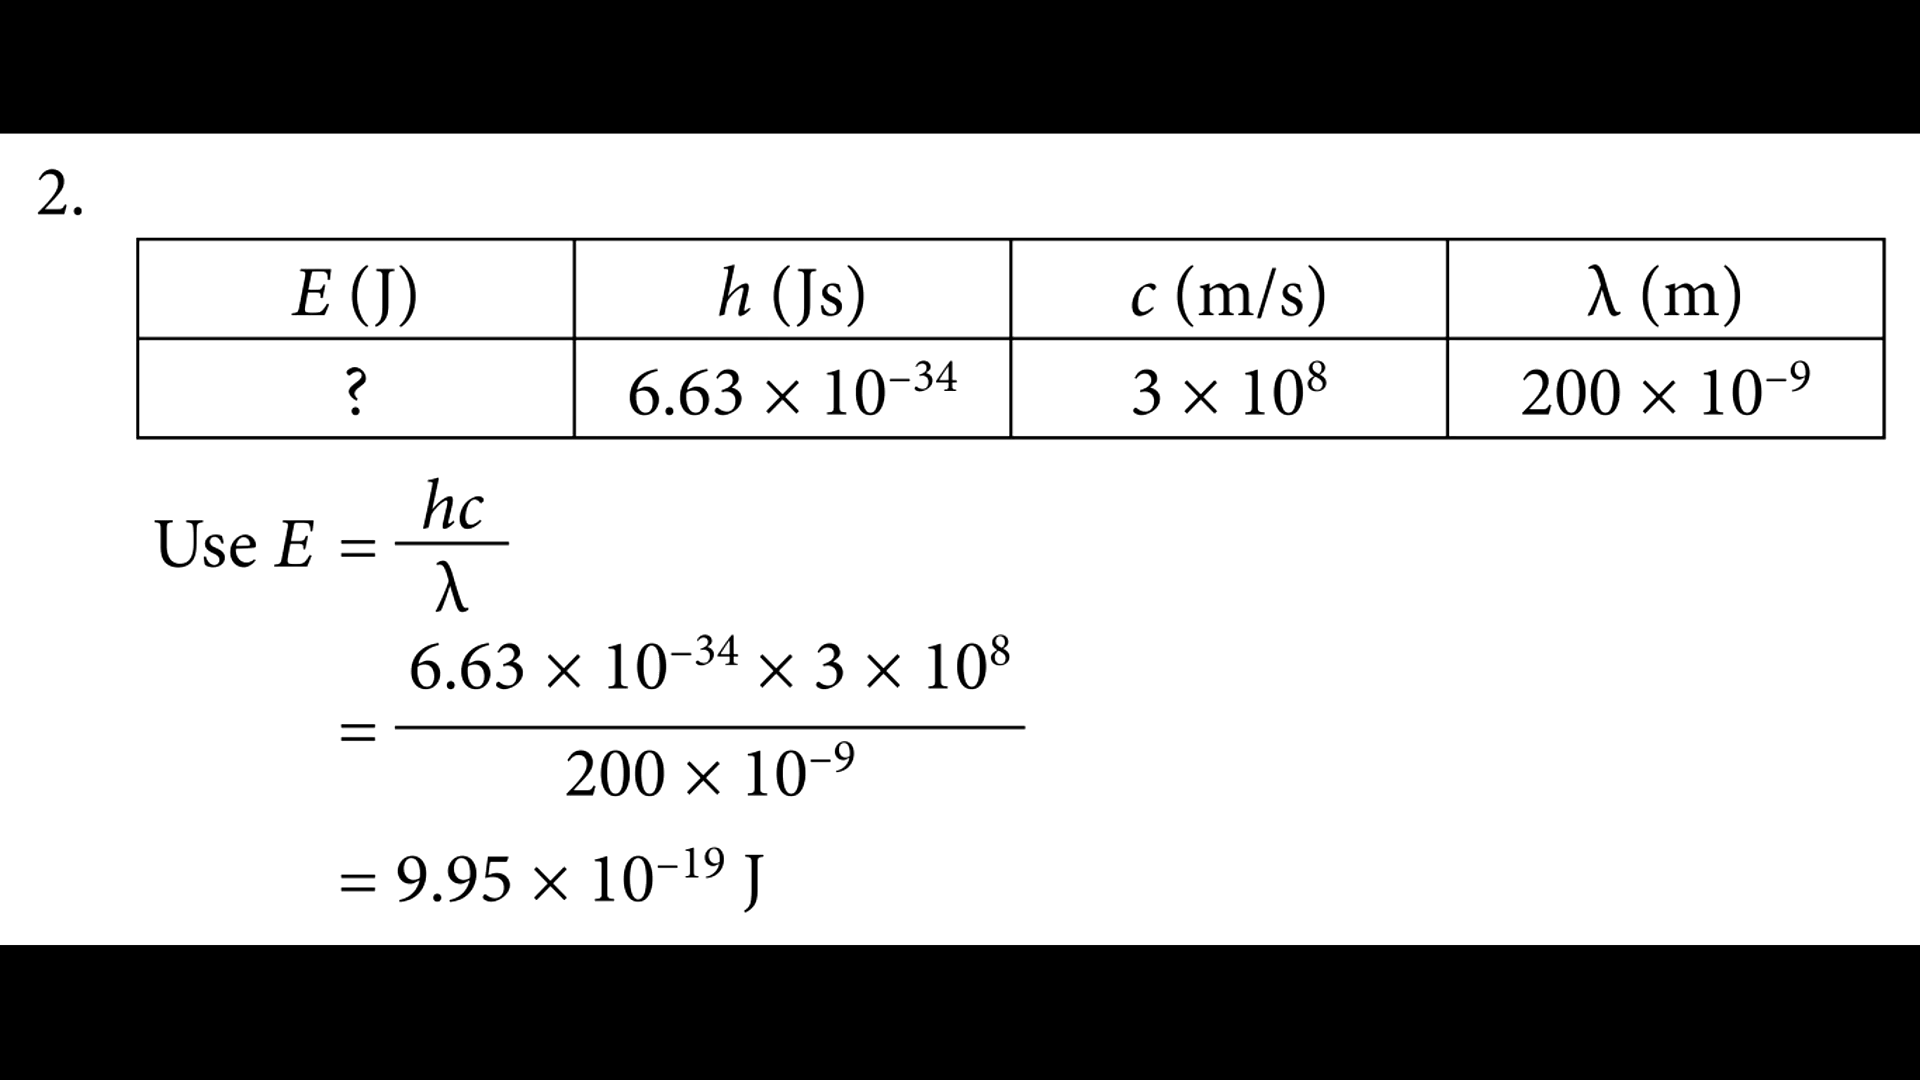 2.
E (J) h (Js) c (m/s) λ (m)
? 6.63 × 10⁻³⁴ 3 × 10⁸ 200 × 10⁻⁹
Use E = hc
λ
= 6.63 × 10⁻³⁴ × 3 × 10⁸
200 × 10⁻⁹
= 9.95 × 10⁻¹⁹ J